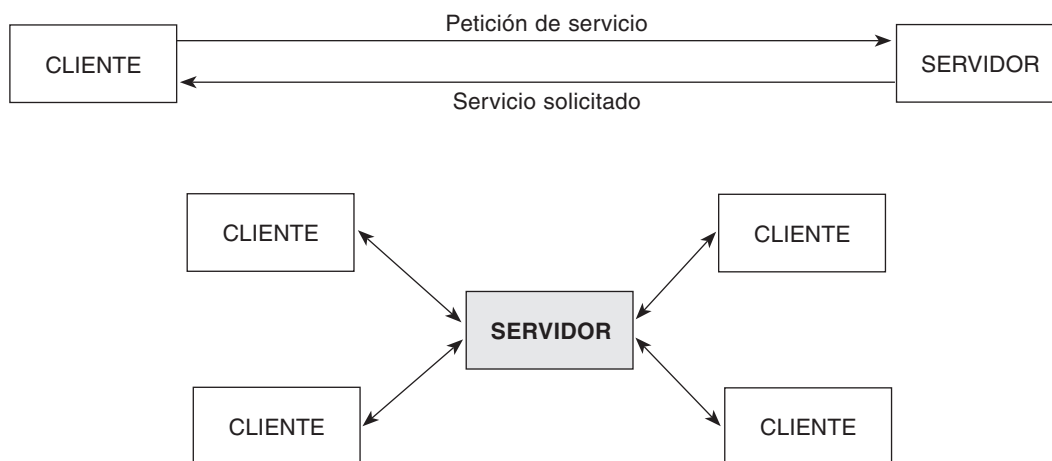 Petición de servicio
CLIENTE
SERVIDOR
Servicio solicitado
CLIENTE
CLIENTE
SERVIDOR
CLIENTE
CLIENTE